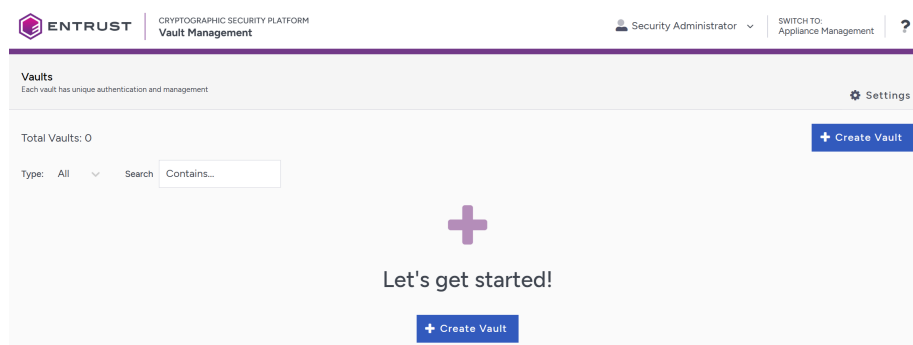 ENTRUST
CRYPTOGRAPHIC SECURITY PLATFORM
Vault Management
Security Administrator
SWITCH TO:
Appliance Management
?
Vaults
Each vault has unique authentication and management
Settings
Total Vaults: 0
Create Vault
Type: All
Search Contains...
Let's get started!
Create Vault